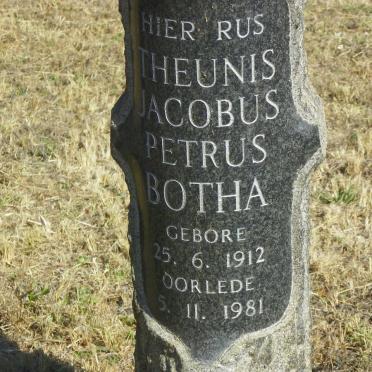 HIER RUS
THEUNIS
JACOBUS
PETRUS
BOTHA
GEBORE
25. 6. 1912
OORLEDE
5. 11. 1981